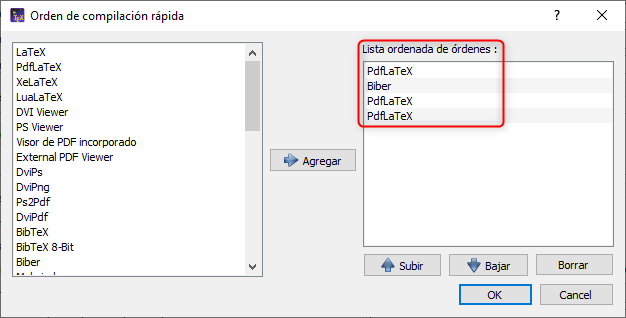 Orden de compilación rápida
LaTeX
PdfLaTeX
XeLaTeX
LuaLaTeX
DVI Viewer
PS Viewer
Visor de PDF incorporado
External PDF Viewer
DviPs
DviPng
Ps2Pdf
DviPdf
BibTeX
BibTeX 8-Bit
Biber
Agregar
Lista ordenada de órdenes :
PdfLaTeX
Biber
PdfLaTeX
PdfLaTeX
Subir
Bajar
Borrar
OK
Cancel